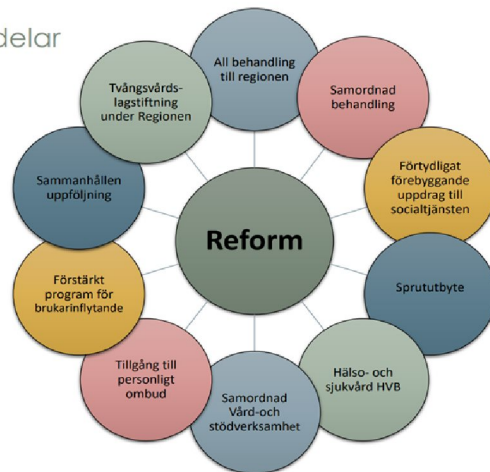 delar
All behandling
till regionen
Samordnad
behandling
Förtydligat
förebyggande
uppdrag till
socialtjänsten
Sprututbyte
Hälso- och
sjukvård HVB
Samordnad
Vård-och
stödverksamhet
Tillgång till
personligt
ombud
Förstärkt
program för
brukarinflytande
Sammanhållen
uppföljning
Tvångsvårds-
lagstiftning
under Regionen
Reform